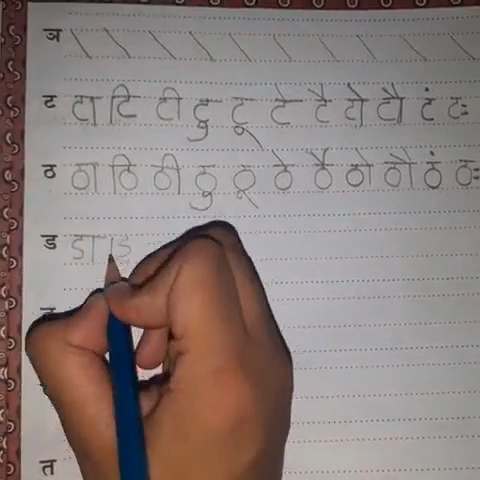 ञ
ट टा टि टी टु टू टे टै टो टौ टं टः
ठ ठा ठि ठी ठु ठू ठे ठै ठो ठौ ठं ठः
ड डा
त